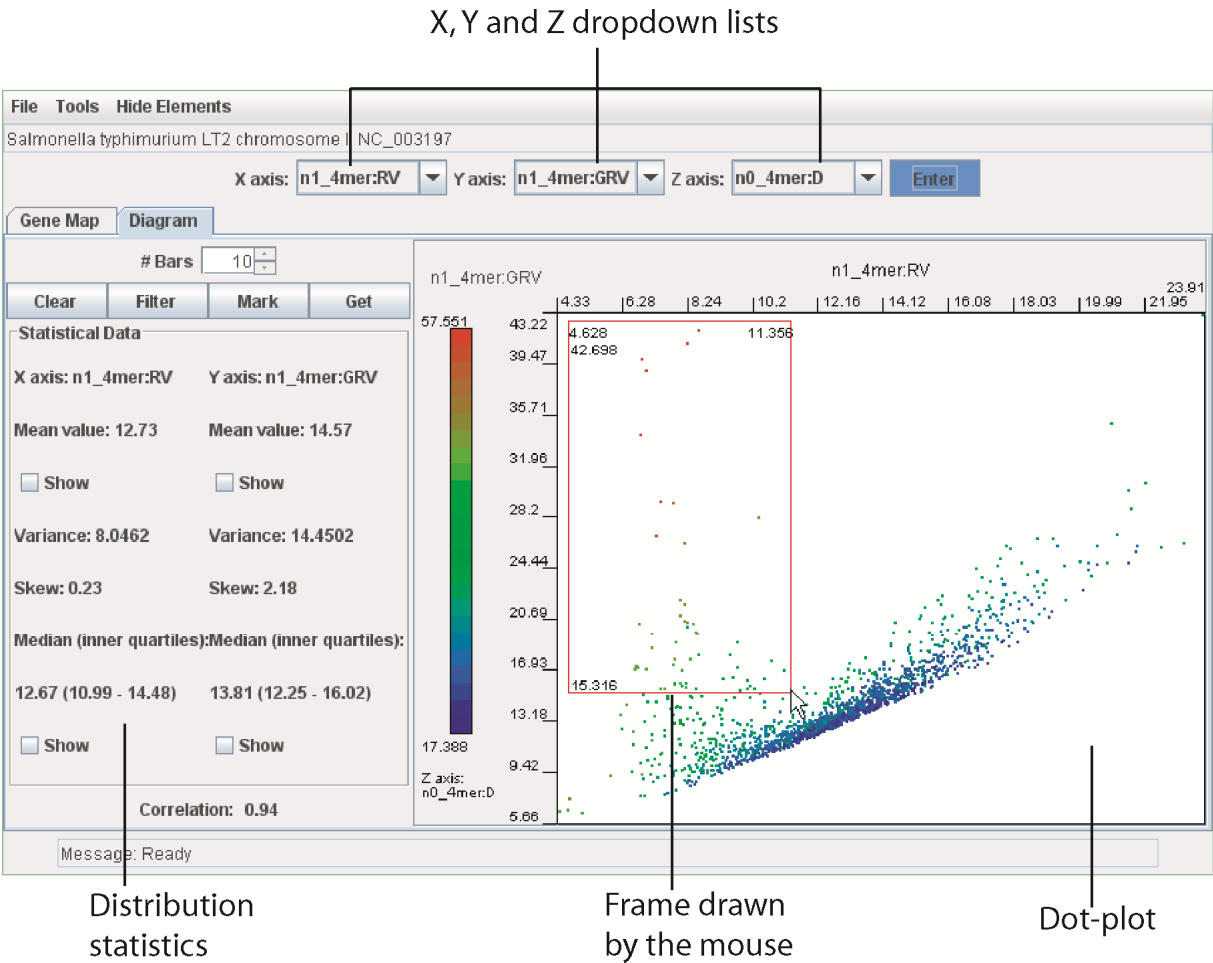 X, Y and Z dropdown lists
File Tools Hide Elements
Salmonella typhimurium LT2 chromosome I NC_003197
X axis: n1_4mer:RV Y axis: n1_4mer:GRV Z axis: n0_4mer:D Enter
Gene Map Diagram
# Bars 10
Clear Filter Mark Get
Statistical Data
X axis: n1_4mer:RV Y axis: n1_4mer:GRV
Mean value: 12.73 Mean value: 14.57
Show Show
Variance: 8.0462 Variance: 14.4502
Skew: 0.23 Skew: 2.18
Median (inner quartiles): Median (inner quartiles):
12.67 (10.99 - 14.48) 13.81 (12.25 - 16.02)
Show Show
Correlation: 0.94
n1_4mer:GRV
n1_4mer:RV
23.91
4.33 6.28 8.24 10.2 12.16 14.12 16.08 18.03 19.99 21.95
57.551
17.388
Z axis:
n0_4mer:D
43.22
39.47
35.71
31.96
28.2
24.44
20.69
16.93
13.18
9.42
5.66
4.628 11.356
42.698
15.316
Message: Ready
Distribution
statistics
Frame drawn
by the mouse
Dot-plot